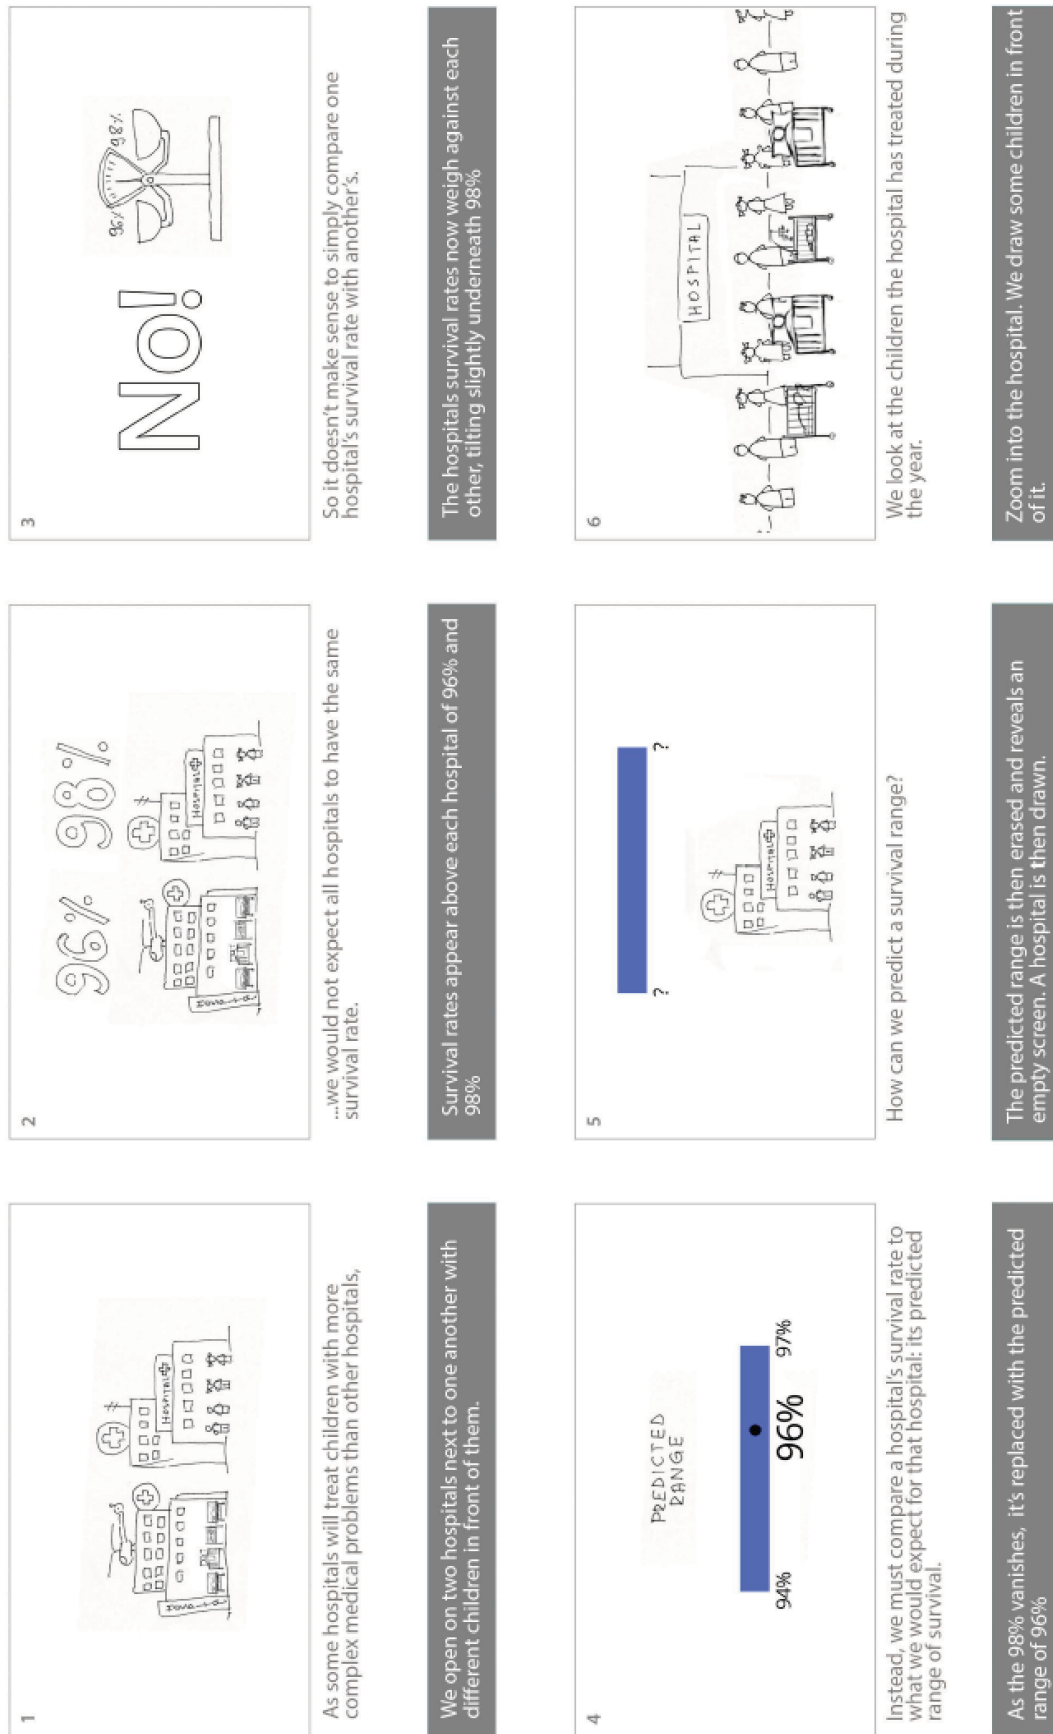 1
HOSPITAL
As some hospitals will treat children with more
complex medical problems than other hospitals,
We open on two hospitals next to one another with
different children in front of them.
2
96% 98%
HOSPITAL
...we would not expect all hospitals to have the same
survival rate.
Survival rates appear above each hospital of 96% and
98%
3
No!
96% 98%
So it doesn't make sense to simply compare one
hospital's survival rate with another's.
The hospitals survival rates now weigh against each
other, tilting slightly underneath 98%
4
PREDICTED
RANGE
94% 96% 97%
Instead, we must compare a hospital's survival rate to
what we would expect for that hospital: its predicted
range of survival.
As the 98% vanishes, it's replaced with the predicted
range of 96%
5
? ?
HOSPITAL
How can we predict a survival range?
The predicted range is then erased and reveals an
empty screen. A hospital is then drawn.
6
HOSPITAL
We look at the children the hospital has treated during
the year.
Zoom into the hospital. We draw some children in front
of it.